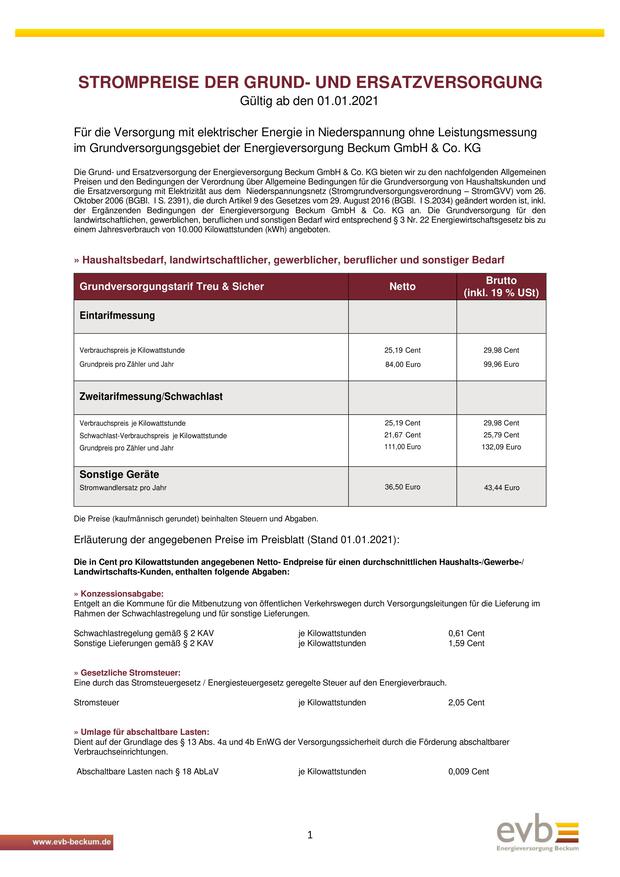 STROMPREISE DER GRUND- UND ERSATZVERSORGUNG
Gültig ab den 01.01.2021
Für die Versorgung mit elektrischer Energie in Niederspannung ohne Leistungsmessung
im Grundversorgungsgebiet der Energieversorgung Beckum GmbH & Co. KG
Die Grund- und Ersatzversorgung der Energieversorgung Beckum GmbH & Co. KG bieten wir zu den nachfolgenden Allgemeinen
Preisen und den Bedingungen der Verordnung über Allgemeine Bedingungen für die Grundversorgung von Haushaltskunden und
die Ersatzversorgung mit Elektrizität aus dem Niederspannungsnetz (Stromgrundversorgungsverordnung – StromGVV) vom 26.
Oktober 2006 (BGBl. I S. 2391), die durch Artikel 9 des Gesetzes vom 29. August 2016 (BGBl. I S.2034) geändert worden ist, inkl.
der Ergänzenden Bedingungen der Energieversorgung Beckum GmbH & Co. KG an. Die Grundversorgung für den
landwirtschaftlichen, gewerblichen, beruflichen und sonstigen Bedarf wird entsprechend § 3 Nr. 22 Energiewirtschaftsgesetz bis zu
einem Jahresverbrauch von 10.000 Kilowattstunden (kWh) angeboten.
» Haushaltsbedarf, landwirtschaftlicher, gewerblicher, beruflicher und sonstiger Bedarf
Grundversorgungstarif Treu & Sicher Netto Brutto
(inkl. 19 % USt)
Eintarifmessung
Verbrauchspreis je Kilowattstunde 25,19 Cent 29,98 Cent
Grundpreis pro Zähler und Jahr 84,00 Euro 99,96 Euro
Zweitarifmessung/Schwachlast
Verbrauchspreis je Kilowattstunde 25,19 Cent 29,98 Cent
Schwachlast-Verbrauchspreis je Kilowattstunde 21,67 Cent 25,79 Cent
Grundpreis pro Zähler und Jahr 111,00 Euro 132,09 Euro
Sonstige Geräte
Stromwandlersatz pro Jahr 36,50 Euro 43,44 Euro
Die Preise (kaufmännisch gerundet) beinhalten Steuern und Abgaben.
Erläuterung der angegebenen Preise im Preisblatt (Stand 01.01.2021):
Die in Cent pro Kilowattstunden angegebenen Netto- Endpreise für einen durchschnittlichen Haushalts-/Gewerbe-/
Landwirtschafts-Kunden, enthalten folgende Abgaben:
» Konzessionsabgabe:
Entgelt an die Kommune für die Mitbenutzung von öffentlichen Verkehrswegen durch Versorgungsleitungen für die Lieferung im
Rahmen der Schwachlastregelung und für sonstige Lieferungen.
Schwachlastregelung gemäß § 2 KAV je Kilowattstunden 0,61 Cent
Sonstige Lieferungen gemäß § 2 KAV je Kilowattstunden 1,59 Cent
» Gesetzliche Stromsteuer:
Eine durch das Stromsteuergesetz / Energiesteuergesetz geregelte Steuer auf den Energieverbrauch.
Stromsteuer je Kilowattstunden 2,05 Cent
» Umlage für abschaltbare Lasten:
Dient auf der Grundlage des § 13 Abs. 4a und 4b EnWG der Versorgungssicherheit durch die Förderung abschaltbarer
Verbrauchseinrichtungen.
Abschaltbare Lasten nach § 18 AbLaV je Kilowattstunden 0,009 Cent
www.evb-beckum.de
1
evb
Energieversorgung Beckum